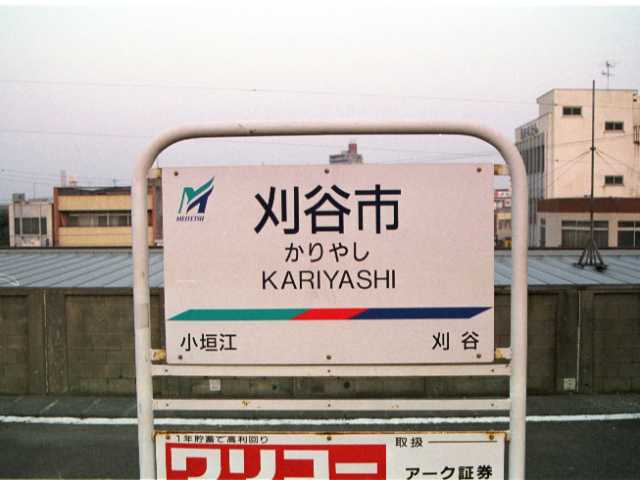 MEITETSU
刈谷市
かりやし
KARIYASHI
小垣江 刈谷
1年貯蓄で高利回り 取扱
ワリコー アーク証券